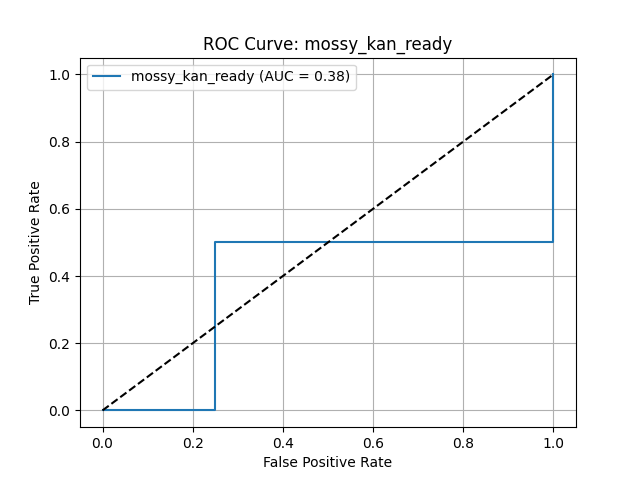 ROC Curve: mossy_kan_ready
mossy_kan_ready (AUC = 0.38)
1.0
0.8
0.6
0.4
0.2
0.0
True Positive Rate
0.0 0.2 0.4 0.6 0.8 1.0
False Positive Rate